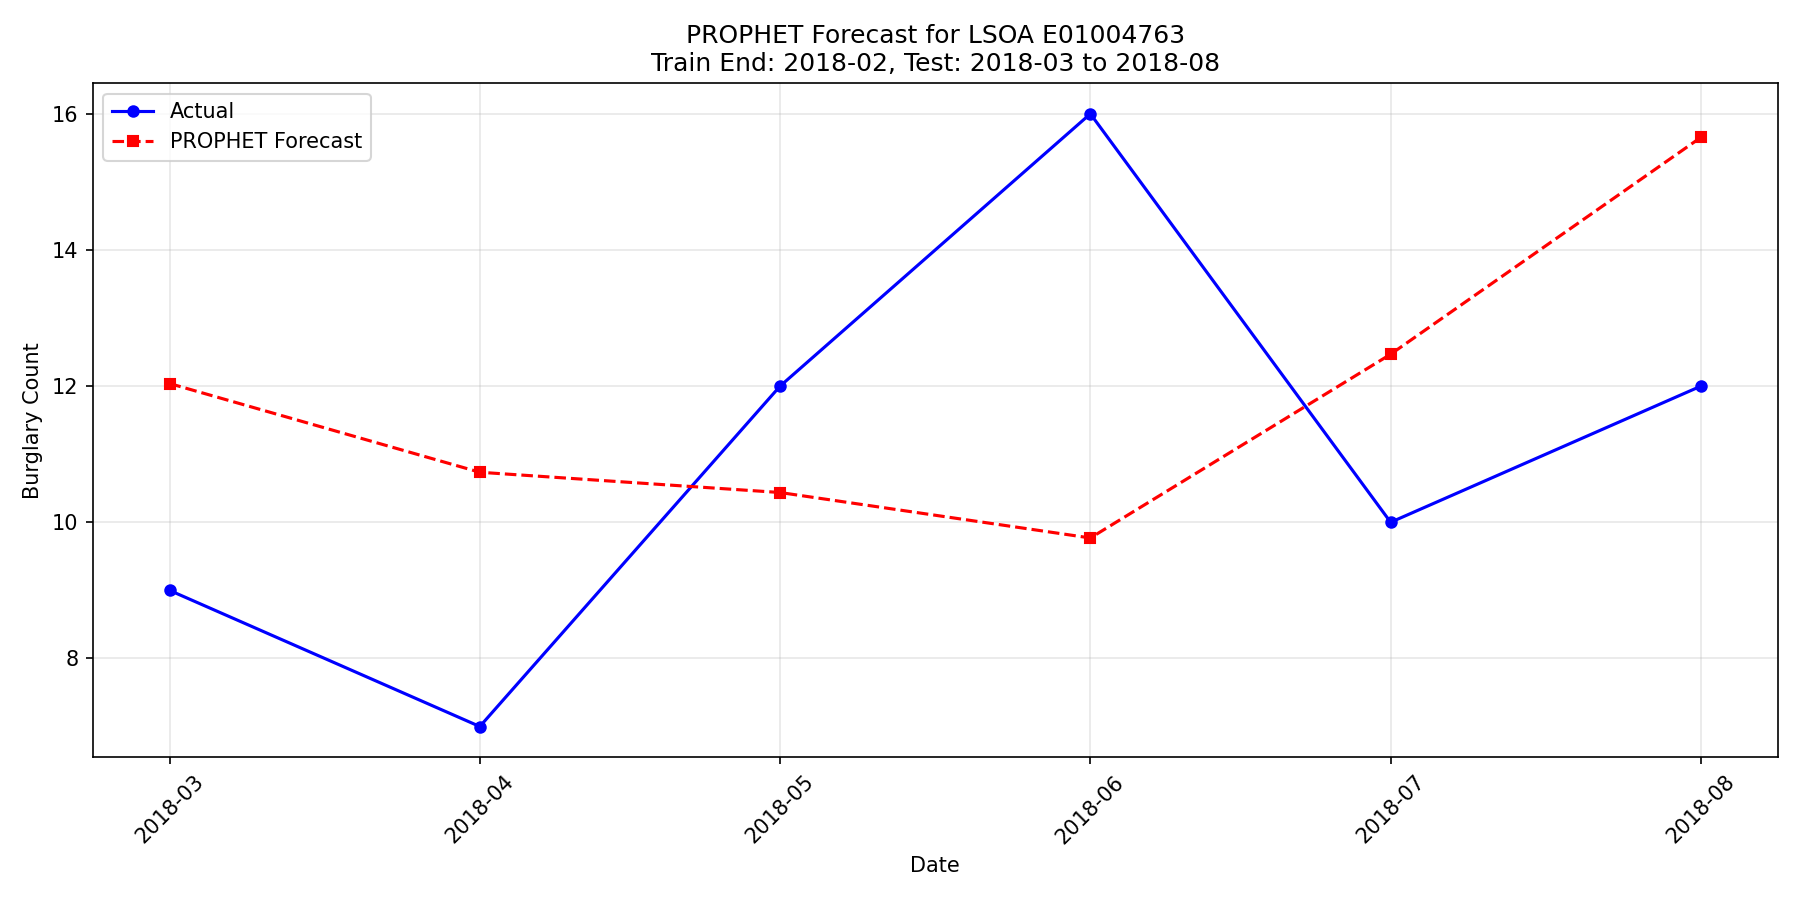 PROPHET Forecast for LSOA E01004763
Train End: 2018-02, Test: 2018-03 to 2018-08
Actual
PROPHET Forecast
Burglary Count
16
14
12
10
8
2018-03
2018-04
2018-05
2018-06
2018-07
2018-08
Date